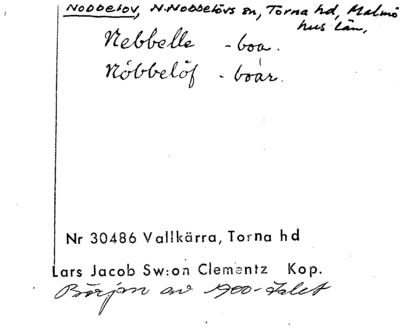 Nöbbelöv, N. Nöbbelövs sn, Torna hd, Malmö
hus län.
Nebbelle - boa.
Nöbbelöf - boar.
Nr 30486 Vallkärra, Torna hd
Lars Jacob Sw:on Clementz Kop.
Början av 1900-talet